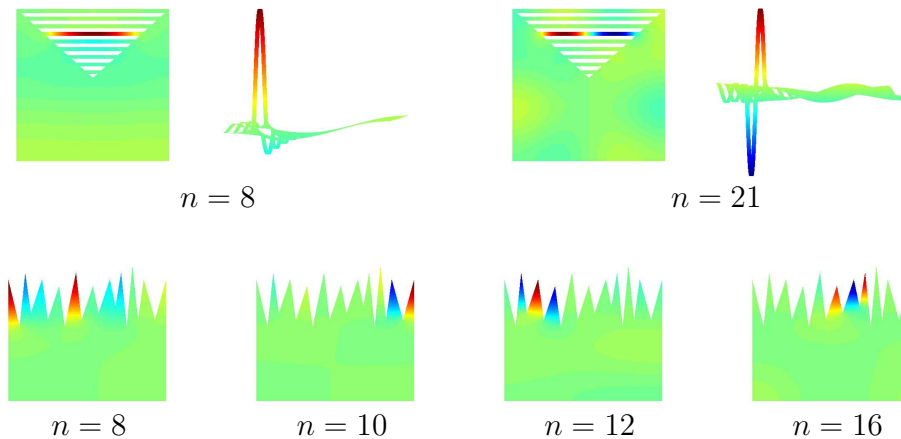 n = 8
n = 21
n = 8
n = 10
n = 12
n = 16